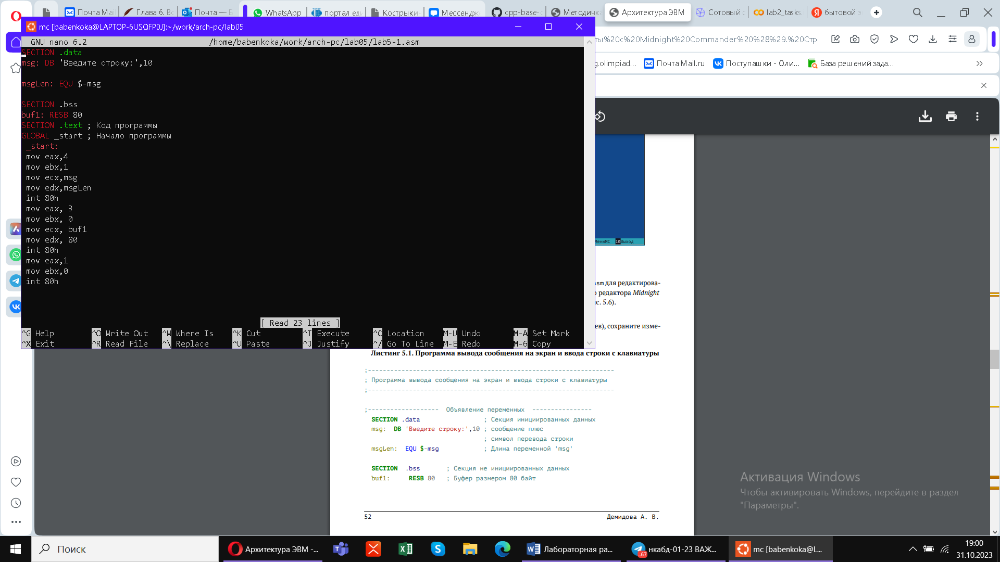 Почта Mai
Глава 6. Вс
Почта — Б
WhatsApp
портал еди
Кострыкин
Мессендж
cpp-base-c
Методичка
Архитектура ЭВМ
Сотовый с
lab2_tasks.
бытовой э
mc [babenkoka@LAPTOP-6USQFP0J]:~/work/arch-pc/lab05
ты%20c%20Midnight%20Commander%20%28%29.%20Стр
GNU nano 6.2 /home/babenkoka/work/arch-pc/lab05/lab5-1.asm
SECTION .data
msg: DB 'Введите строку:',10
msgLen: EQU $-msg
SECTION .bss
buf1: RESB 80
SECTION .text ; Код программы
GLOBAL _start ; Начало программы
_start:
mov eax,4
mov ebx,1
mov ecx,msg
mov edx,msgLen
int 80h
mov eax, 3
mov ebx, 0
mov ecx, buf1
mov edx, 80
int 80h
mov eax,1
mov ebx,0
int 80h
[ Read 23 lines ]
^G Help ^O Write Out ^W Where Is ^K Cut ^T Execute ^C Location M-U Undo M-A Set Mark
^X Exit ^R Read File ^\ Replace ^U Paste ^J Justify ^/ Go To Line M-E Redo M-6 Copy
g.olimpiad...
Почта Mail.ru
Поступашки - Оли...
База решений зада...
МенюМС 10Выход
asm для редактирова-
редактора Midnight
с. 5.6).
ев), сохраните изме-
Листинг 5.1. Программа вывода сообщения на экран и ввода строки с клавиатуры
;------------------------------------------------------------------
; Программа вывода сообщения на экран и ввода строки с клавиатуры
;------------------------------------------------------------------
;------------------- Объявление переменных ----------------
SECTION .data ; Секция инициированных данных
msg: DB 'Введите строку:',10 ; сообщение плюс
; символ перевода строки
msgLen: EQU $-msg ; Длина переменной 'msg'
SECTION .bss ; Секция не инициированных данных
buf1: RESB 80 ; Буфер размером 80 байт
52 Демидова А. В.
Активация Windows
Чтобы активировать Windows, перейдите в раздел
"Параметры".
Поиск
Архитектура ЭВМ -...
Лабораторная ра...
..67
нкабд-01-23 ВАЖ...
mc [babenkoka@L...
19:00
31.10.2023